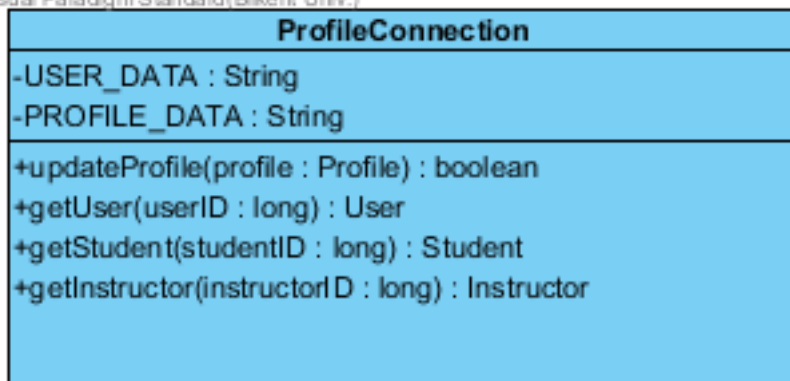 ProfileConnection
-USER_DATA : String
-PROFILE_DATA : String
+updateProfile(profile : Profile) : boolean
+getUser(userID : long) : User
+getStudent(studentID : long) : Student
+getInstructor(instructorID : long) : Instructor